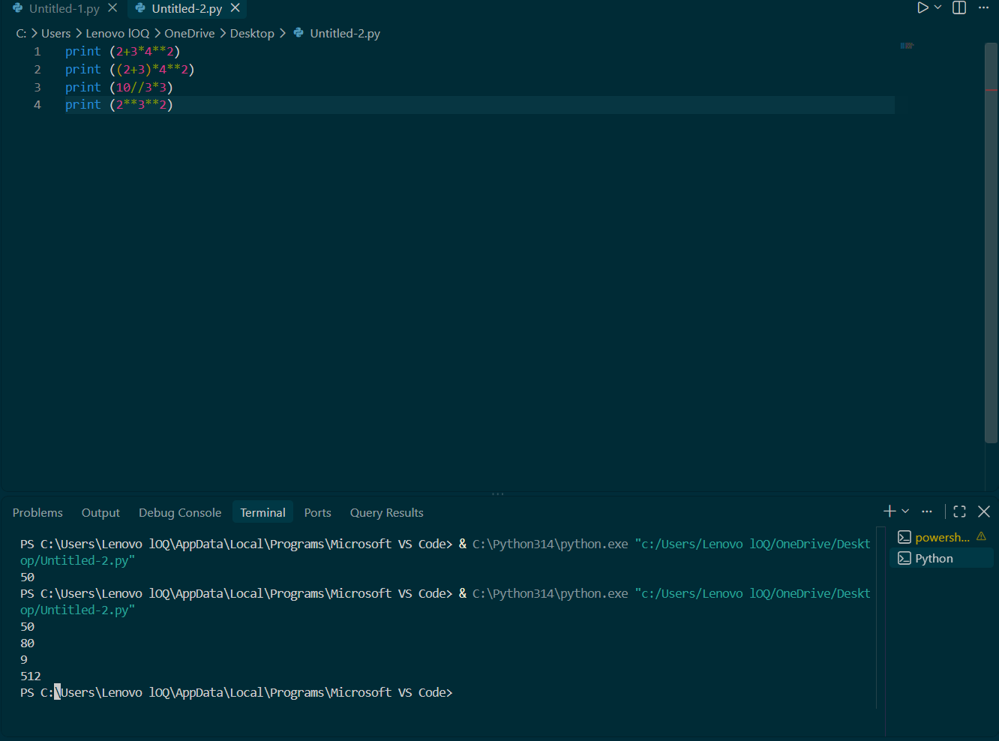 Untitled-1.py
Untitled-2.py
C: > Users > Lenovo lOQ > OneDrive > Desktop > Untitled-2.py
1 print (2+3*4**2)
2 print ((2+3)*4**2)
3 print (10//3*3)
4 print (2**3**2)
Problems Output Debug Console Terminal Ports Query Results
PS C:\Users\Lenovo lOQ\AppData\Local\Programs\Microsoft VS Code> & C:\Python314\python.exe "c:/Users/Lenovo lOQ/OneDrive/Deskt
op/Untitled-2.py"
50
PS C:\Users\Lenovo lOQ\AppData\Local\Programs\Microsoft VS Code> & C:\Python314\python.exe "c:/Users/Lenovo lOQ/OneDrive/Deskt
op/Untitled-2.py"
50
80
9
512
PS C:\Users\Lenovo lOQ\AppData\Local\Programs\Microsoft VS Code>
powersh...
Python